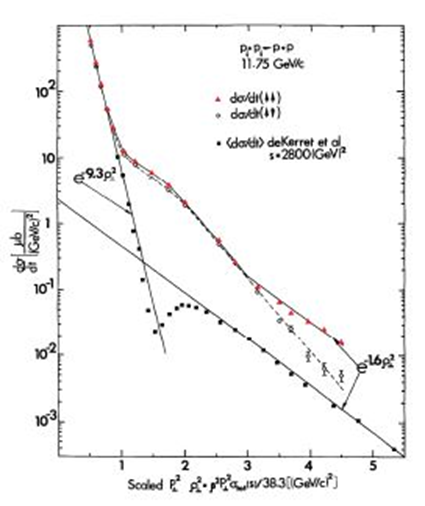 p↓+p↓→p+p
11.75 GeV/c
▲ dσ/dt(↓↓)
◇ dσ/dt(↓↑)
■ ⟨dσ/dt⟩ deKerret et al
s=2800(GeV)²
10²
10
1
10⁻¹
10⁻²
10⁻³
dσ/dt [μb/(GeV/c)²]
e^-9.3ρ⊥²
e^-1.6ρ⊥²
1 2 3 4 5
Scaled P⊥² ρ⊥²=β²P⊥²σtot(s)/38.3[(GeV/c)²]